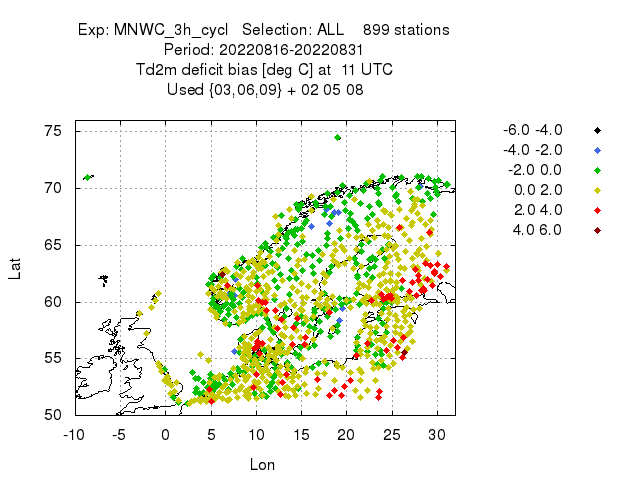 Exp: MNWC_3h_cycl   Selection: ALL    899 stations
Period: 20220816-20220831
Td2m deficit bias [deg C] at  11 UTC
Used {03,06,09} + 02 05 08
-6.0 -4.0
-4.0 -2.0
-2.0 0.0
0.0 2.0
2.0 4.0
4.0 6.0
75
70
65
60
55
50
Lat
-10 -5 0 5 10 15 20 25 30
Lon